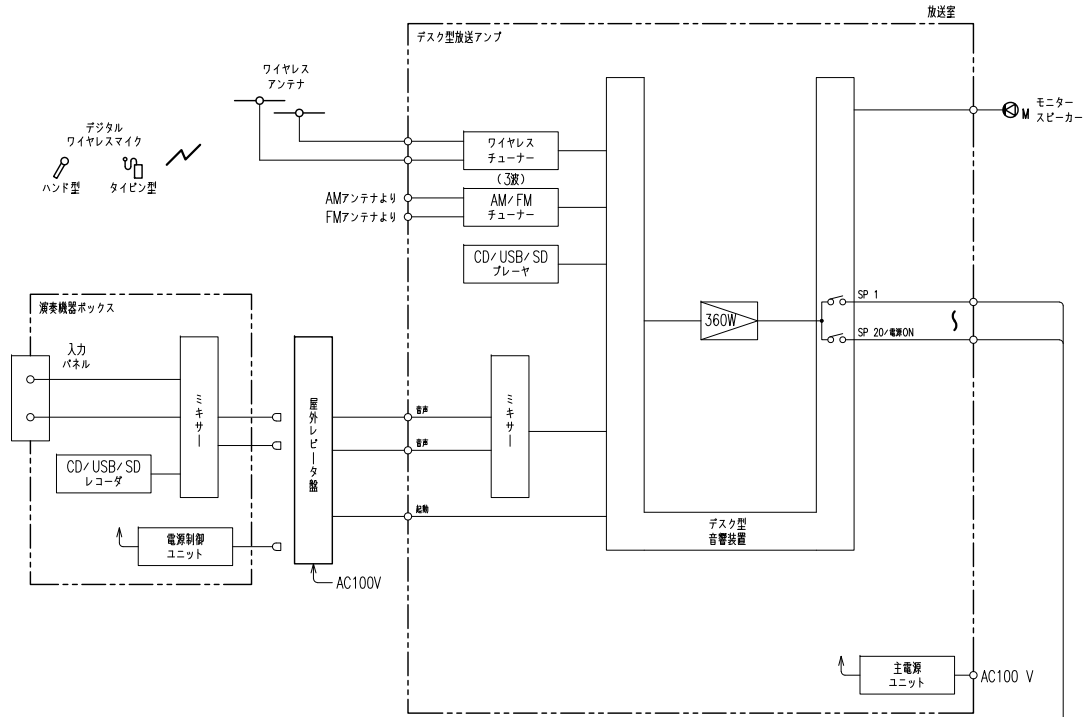 放送室
デスク型放送アンプ
ワイヤレス
アンテナ
モニター
スピーカー
M
デジタル
ワイヤレスマイク
ハンド型
タイピン型
ワイヤレス
チューナー
(3波)
AMアンテナより
FMアンテナより
AM/FM
チューナー
CD/USB/SD
プレーヤ
演奏機器ボックス
入力
パネル
ミキサー
CD/USB/SD
レコーダ
電源制御
ユニット
屋外レピータ盤
AC100V
音声
音声
起動
ミキサー
360W
SP 1
SP 20/電源ON
デスク型
音響装置
主電源
ユニット
AC100 V